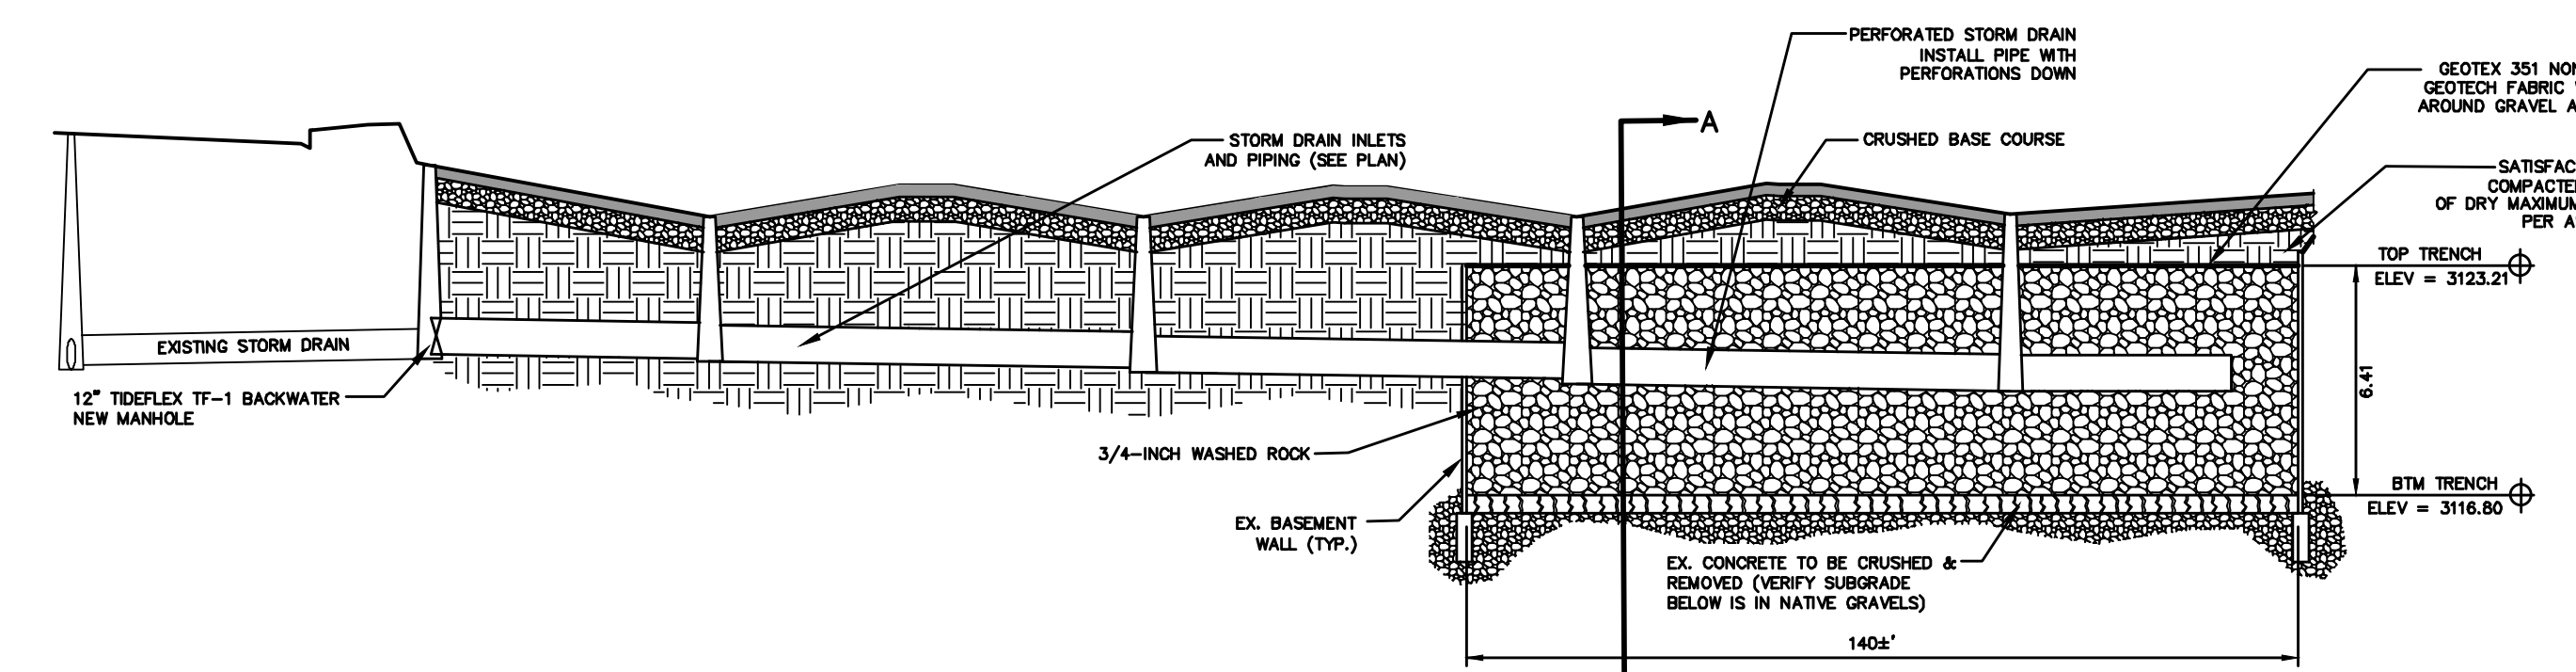 PERFORATED STORM DRAIN
INSTALL PIPE WITH
PERFORATIONS DOWN
GEOTEX 351
GEOTECH FABRIC
AROUND GRAVEL
A
STORM DRAIN INLETS
AND PIPING (SEE PLAN)
CRUSHED BASE COURSE
OF DRY MAXIMUM
PER
TOP TRENCH
ELEV = 3123.21
EXISTING STORM DRAIN
12" TIDEFLEX TF-1 BACKWATER
NEW MANHOLE
6.41
3/4-INCH WASHED ROCK
BTM TRENCH
ELEV = 3116.80
EX. BASEMENT
WALL (TYP.)
EX. CONCRETE TO BE CRUSHED &
REMOVED (VERIFY SUBGRADE
BELOW IS IN NATIVE GRAVELS)
140±'